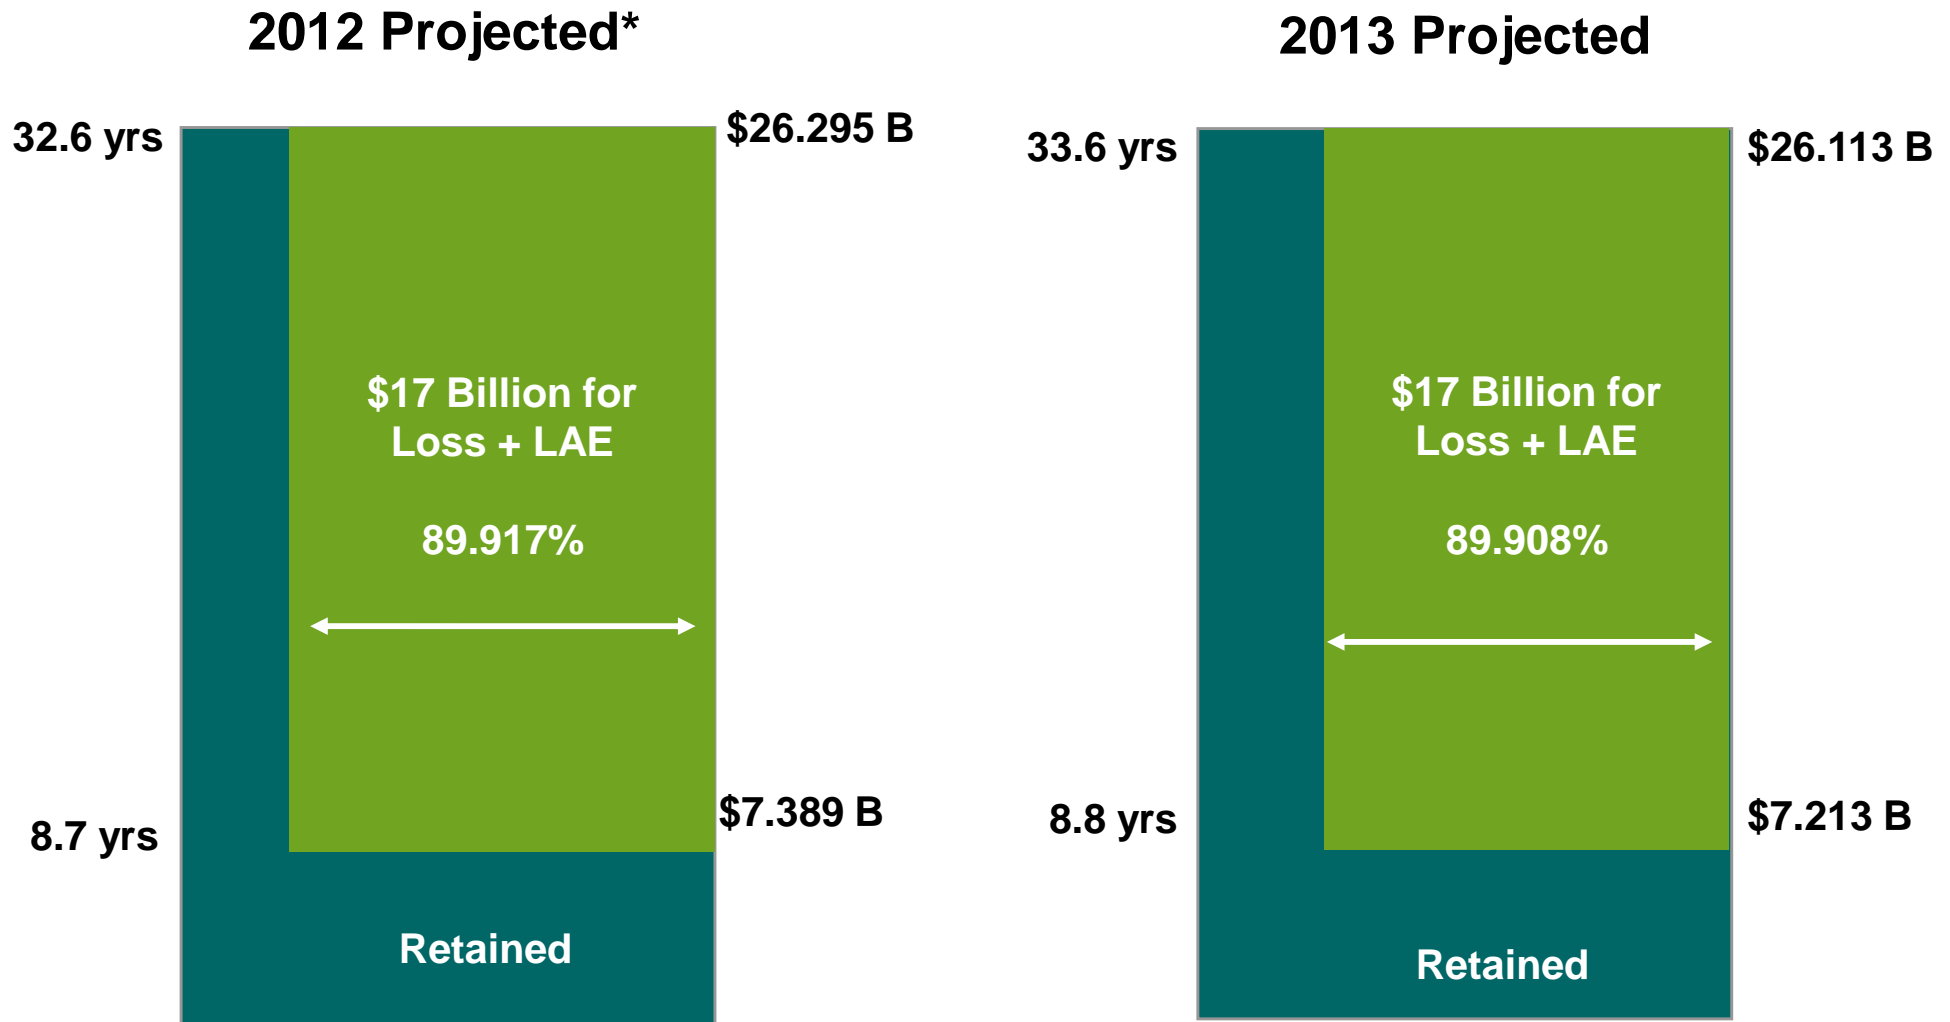 2012 Projected*
32.6 yrs
$26.295 B
$17 Billion for
Loss + LAE
89.917%
8.7 yrs
$7.389 B
Retained
2013 Projected
33.6 yrs
$26.113 B
$17 Billion for
Loss + LAE
89.908%
8.8 yrs
$7.213 B
Retained